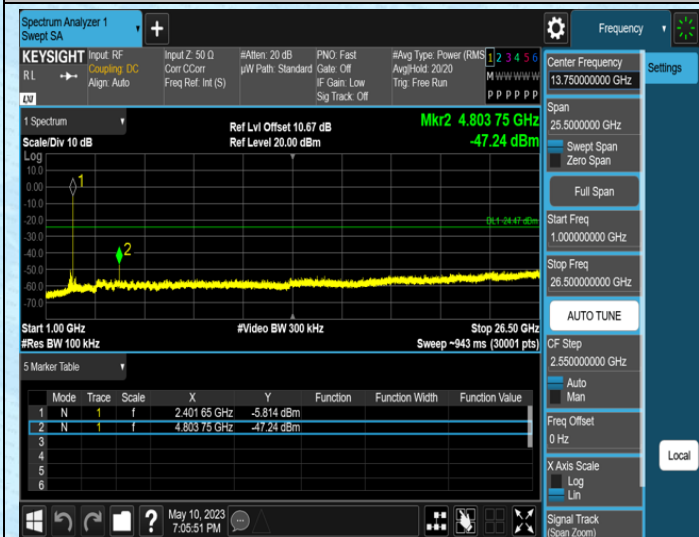 Spectrum Analyzer 1
Swept SA
Frequency
KEYSIGHT
RL
LXI
Input: RF
Coupling: DC
Align: Auto
Input Z: 50 Ω
Corr CCorr
Freq Ref: Int (S)
#Atten: 20 dB
µW Path: Standard
PNO: Fast
Gate: Off
IF Gain: Low
Sig Track: Off
#Avg Type: Power (RMS
Avg|Hold: 20/20
Trig: Free Run
1 2 3 4 5 6
M W W W W W
P P P P P P
Center Frequency
13.750000000 GHz
Settings
Span
25.5000000 GHz
Swept Span
Zero Span
Full Span
Start Freq
1.000000000 GHz
Stop Freq
26.500000000 GHz
AUTO TUNE
CF Step
2.550000000 GHz
Auto
Man
Freq Offset
0 Hz
X Axis Scale
Log
Lin
Signal Track
(Span Zoom)
Local
1 Spectrum
Scale/Div 10 dB
Ref Lvl Offset 10.67 dB
Ref Level 20.00 dBm
Mkr2 4.803 75 GHz
-47.24 dBm
Log
10.0
0.00
-10.0
-20.0
-30.0
-40.0
-50.0
-60.0
-70.0
1
2
DL1 -24.47 dBm
Start 1.00 GHz
#Video BW 300 kHz
Stop 26.50 GHz
#Res BW 100 kHz
Sweep ~943 ms (30001 pts)
5 Marker Table
Mode Trace Scale X Y Function Function Width Function Value
1 N 1 f 2.401 65 GHz -5.814 dBm
2 N 1 f 4.803 75 GHz -47.24 dBm
3
4
5
6
May 10, 2023
7:05:51 PM